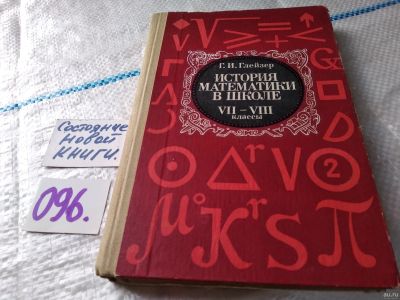 Г. И. Глейзер
ИСТОРИЯ
МАТЕМАТИКИ
В ШКОЛЕ
VII – VIII
классы
Состояние
новой
книги.
096.